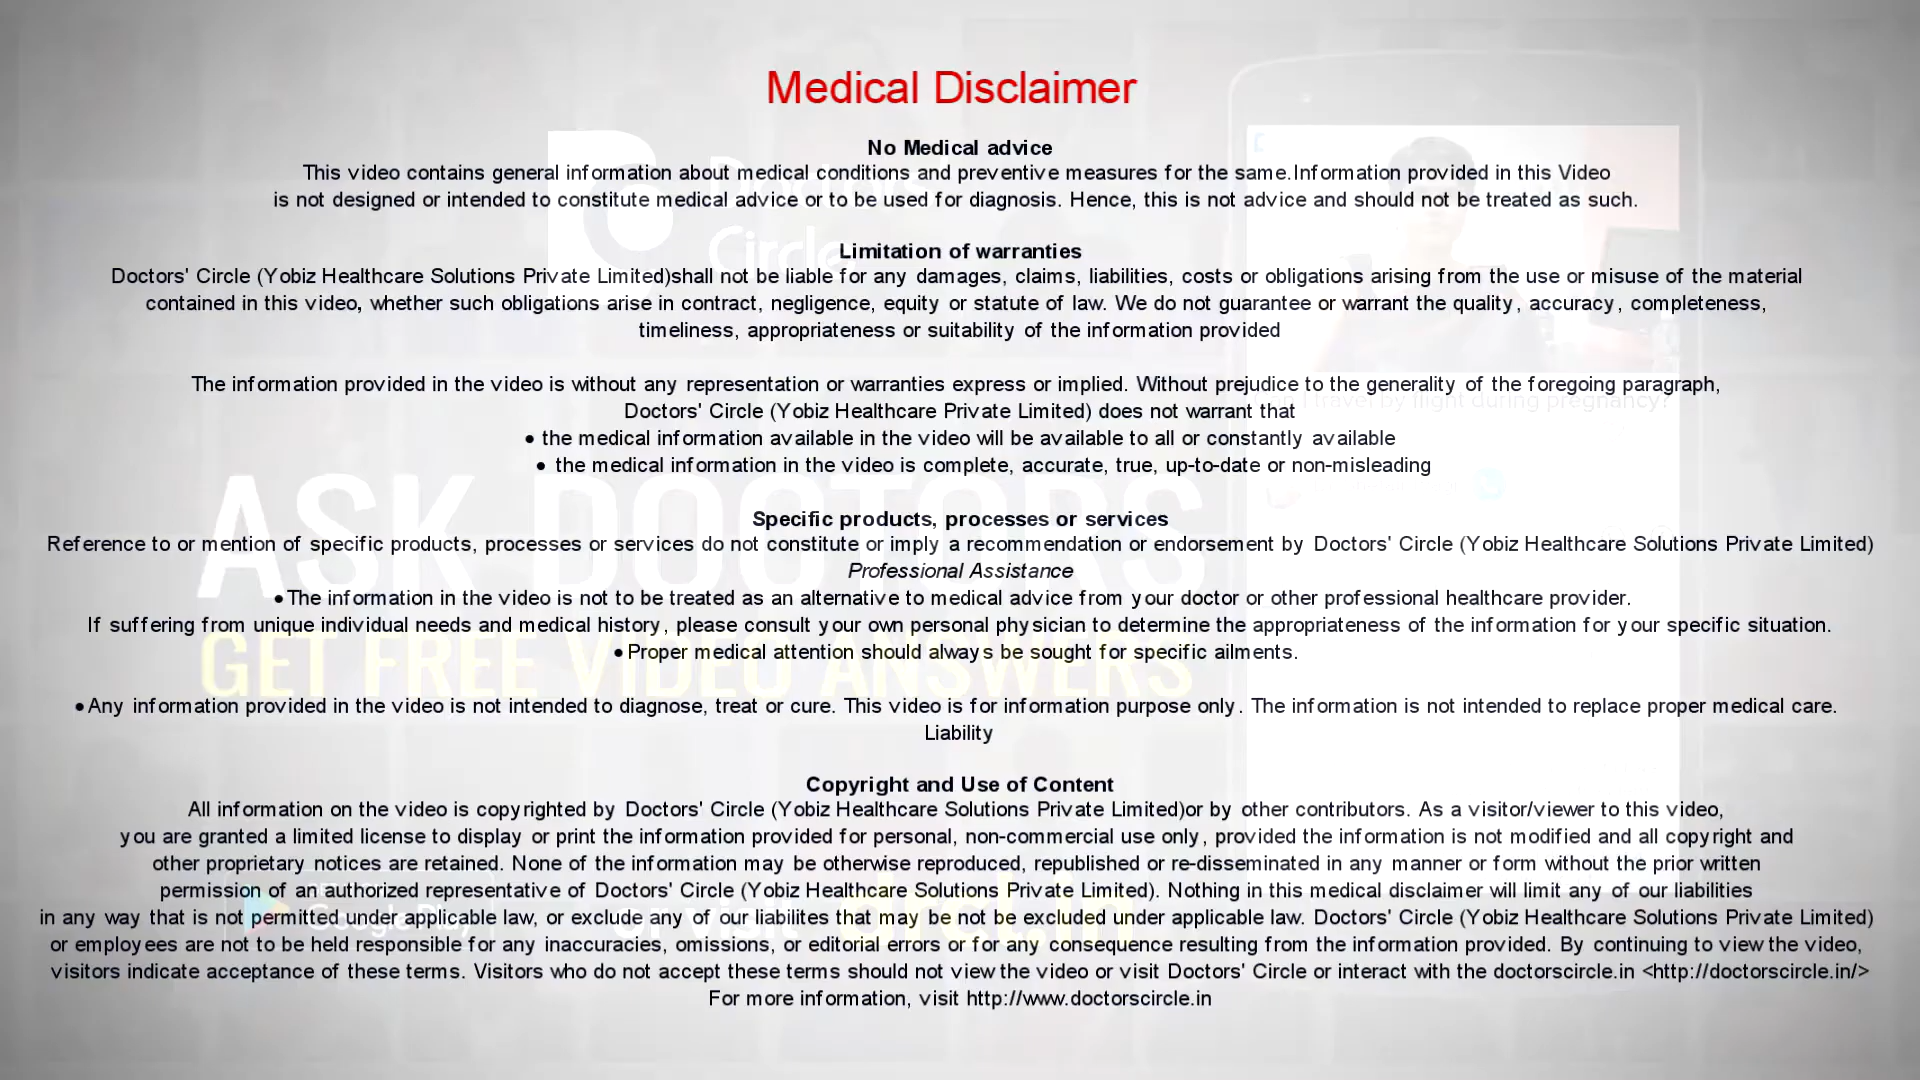 Medical Disclaimer
No Medical advice
This video contains general information about medical conditions and preventive measures for the same.Information provided in this Video
is not designed or intended to constitute medical advice or to be used for diagnosis. Hence, this is not advice and should not be treated as such.
Doctors
Circle
Limitation of warranties
Doctors' Circle (Yobiz Healthcare Solutions Private Limited)shall not be liable for any damages, claims, liabilities, costs or obligations arising from the use or misuse of the material
contained in this video, whether such obligations arise in contract, negligence, equity or statute of law. We do not guarantee or warrant the quality, accuracy, completeness,
timeliness, appropriateness or suitability of the information provided
The information provided in the video is without any representation or warranties express or implied. Without prejudice to the generality of the foregoing paragraph,
Can I travel by flight during pregnancy?
Doctors' Circle (Yobiz Healthcare Private Limited) does not warrant that
• the medical information available in the video will be available to all or constantly available
• the medical information in the video is complete, accurate, true, up-to-date or non-misleading
ASK DOCTORS
Specific products, processes or services
Reference to or mention of specific products, processes or services do not constitute or imply a recommendation or endorsement by Doctors' Circle (Yobiz Healthcare Solutions Private Limited)
Professional Assistance
•The information in the video is not to be treated as an alternative to medical advice from your doctor or other professional healthcare provider.
If suffering from unique individual needs and medical history, please consult your own personal physician to determine the appropriateness of the information for your specific situation.
•Proper medical attention should always be sought for specific ailments.
GET FREE VIDEO ANSWERS
•Any information provided in the video is not intended to diagnose, treat or cure. This video is for information purpose only. The information is not intended to replace proper medical care.
Liability
Copyright and Use of Content
All information on the video is copyrighted by Doctors' Circle (Yobiz Healthcare Solutions Private Limited)or by other contributors. As a visitor/viewer to this video,
you are granted a limited license to display or print the information provided for personal, non-commercial use only, provided the information is not modified and all copyright and
other proprietary notices are retained. None of the information may be otherwise reproduced, republished or re-disseminated in any manner or form without the prior written
permission of an authorized representative of Doctors' Circle (Yobiz Healthcare Solutions Private Limited). Nothing in this medical disclaimer will limit any of our liabilities
in any way that is not permitted under applicable law, or exclude any of our liabilites that may be not be excluded under applicable law. Doctors' Circle (Yobiz Healthcare Solutions Private Limited)
Google Play
or visit drcl.in
or employees are not to be held responsible for any inaccuracies, omissions, or editorial errors or for any consequence resulting from the information provided. By continuing to view the video,
visitors indicate acceptance of these terms. Visitors who do not accept these terms should not view the video or visit Doctors' Circle or interact with the doctorscircle.in <http://doctorscircle.in/>
For more information, visit http://www.doctorscircle.in